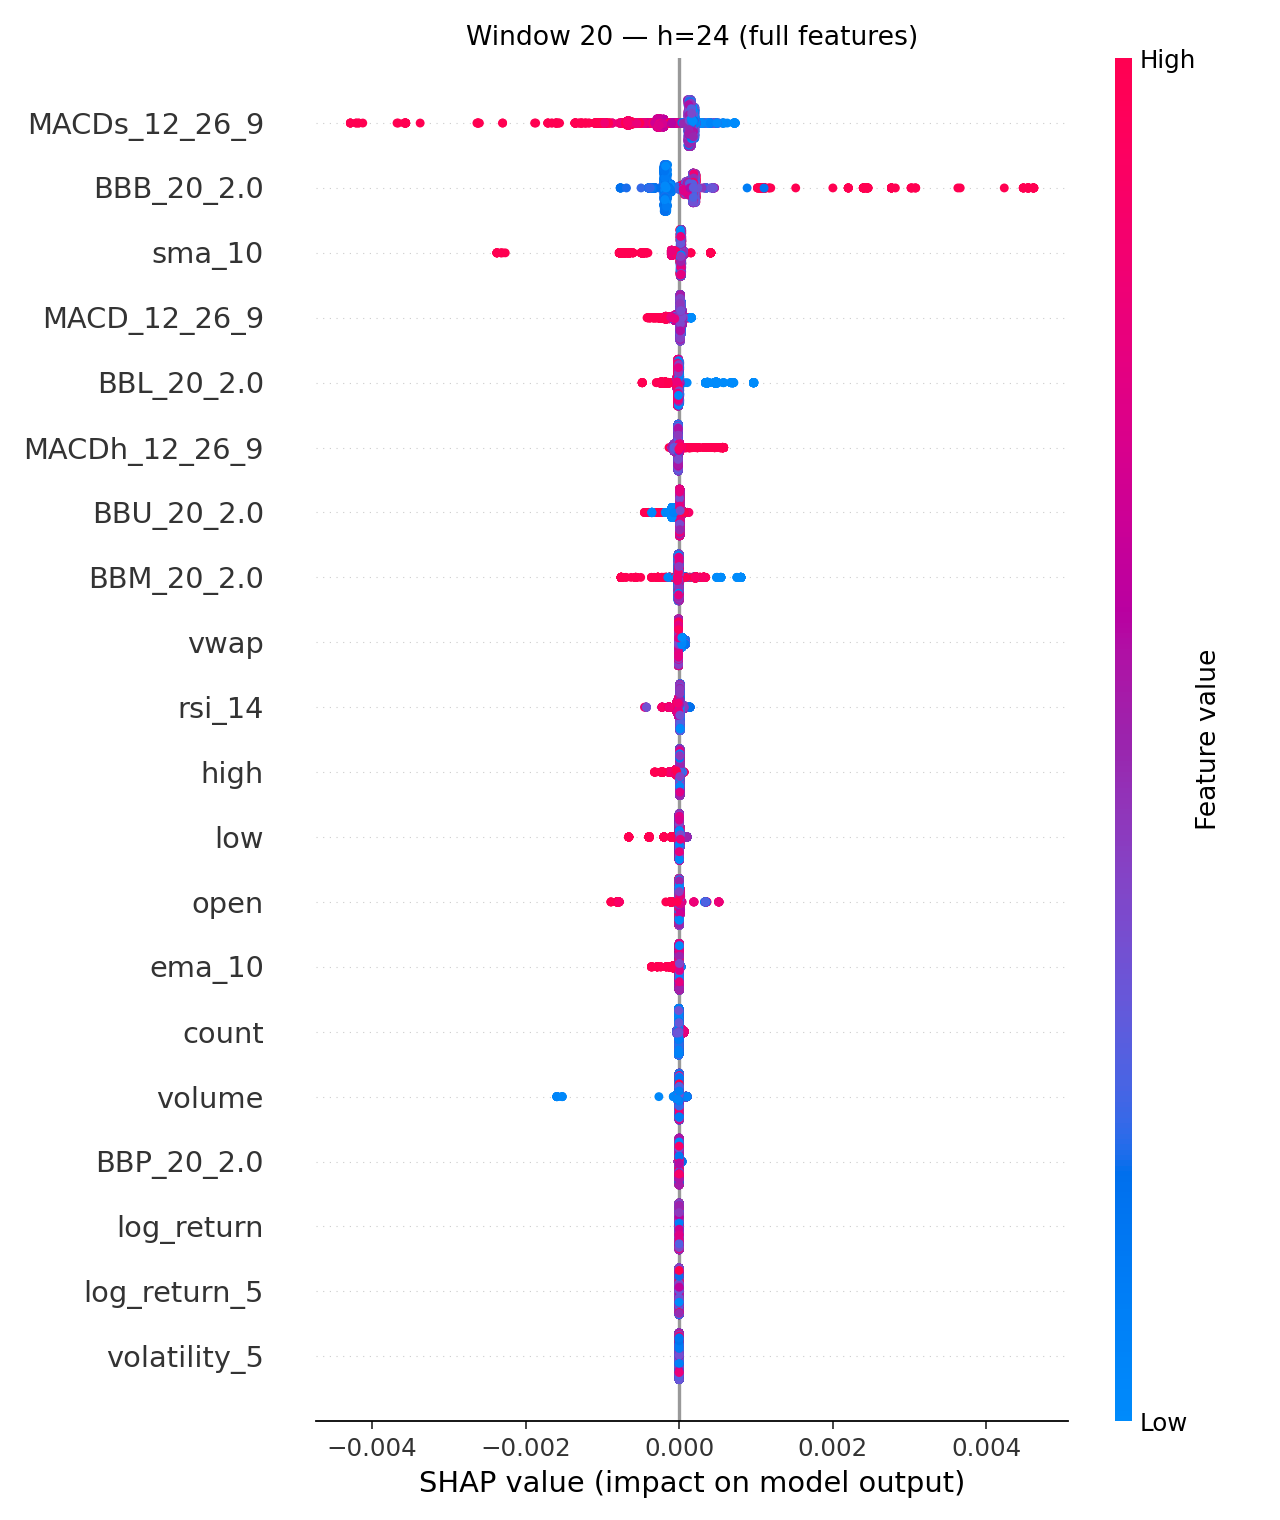 Window 20 — h=24 (full features)
High
MACDs_12_26_9
BBB_20_2.0
sma_10
MACD_12_26_9
BBL_20_2.0
MACDh_12_26_9
BBU_20_2.0
BBM_20_2.0
vwap
rsi_14
high
low
open
ema_10
count
volume
BBP_20_2.0
log_return
log_return_5
volatility_5
Feature value
Low
−0.004
−0.002
0.000
0.002
0.004
SHAP value (impact on model output)